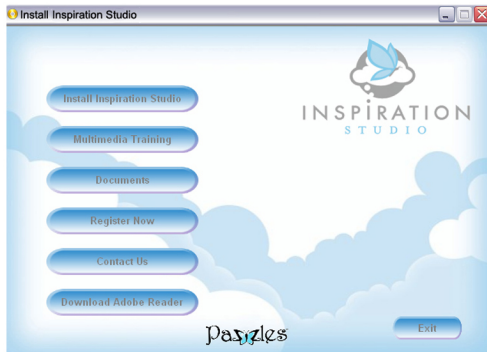 Install Inspiration Studio
INSPIRATION
STUDIO
Install Inspiration Studio
Multimedia Training
Documents
Register Now
Contact Us
Download Adobe Reader
Pazzles
Exit